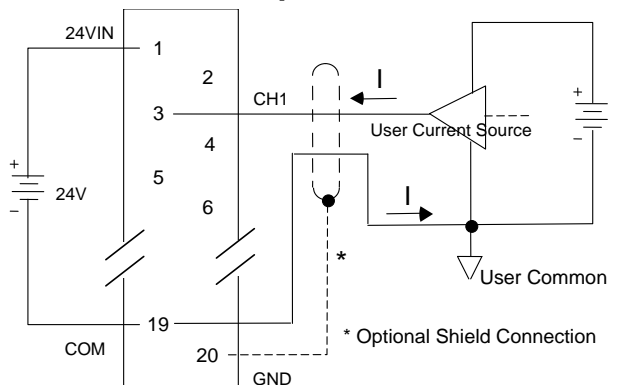 24VIN
1
2
3
CH1
I
User Current Source
+
−
4
5
6
+
24V
−
I
*
User Common
19
COM
20
GND
* Optional Shield Connection